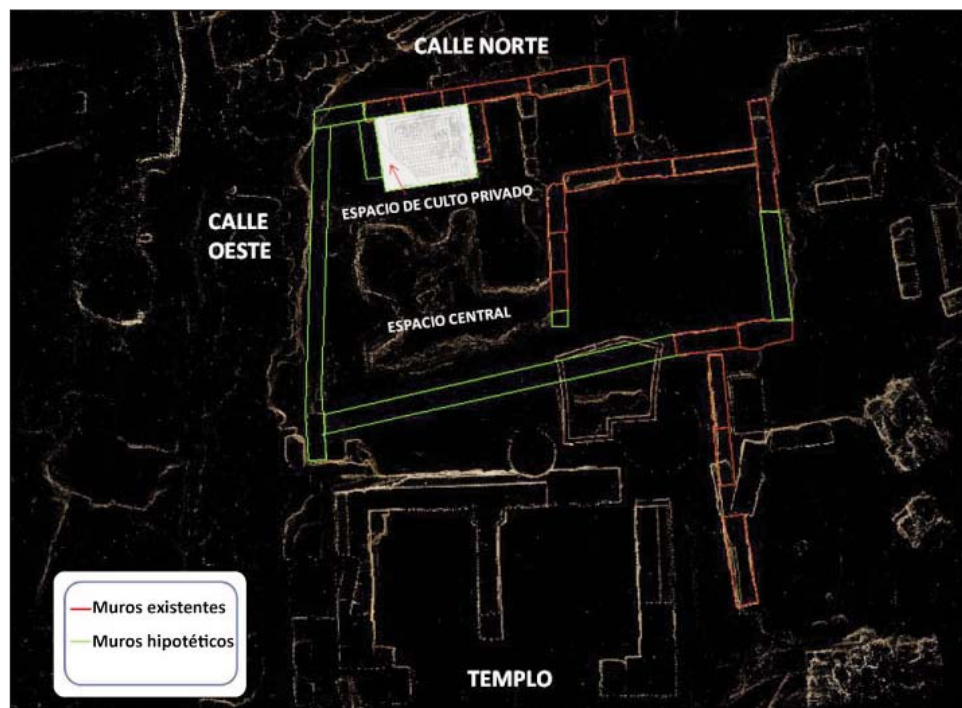 CALLE NORTE
ESPACIO DE CULTO PRIVADO
CALLE
OESTE
ESPACIO CENTRAL
Muros existentes
Muros hipotéticos
TEMPLO